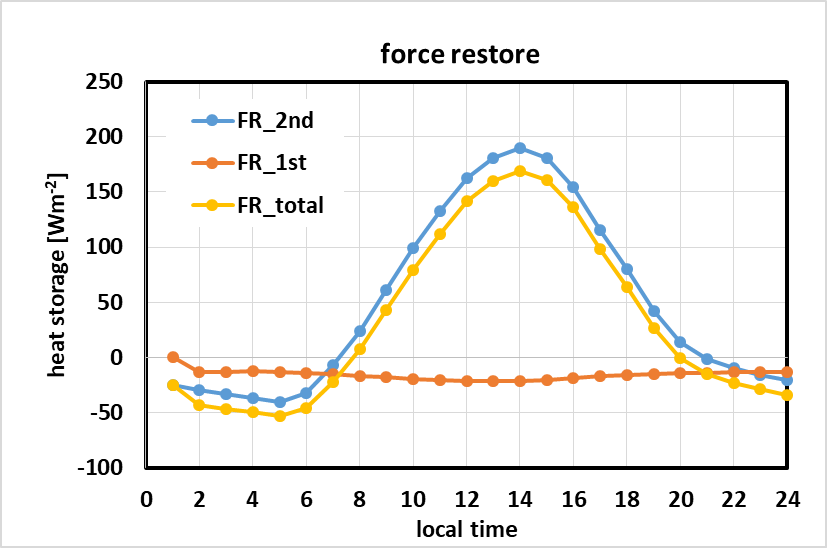 force restore
250
200
150
100
50
0
-50
-100
heat storage [Wm⁻²]
FR_2nd
FR_1st
FR_total
0 2 4 6 8 10 12 14 16 18 20 22 24
local time